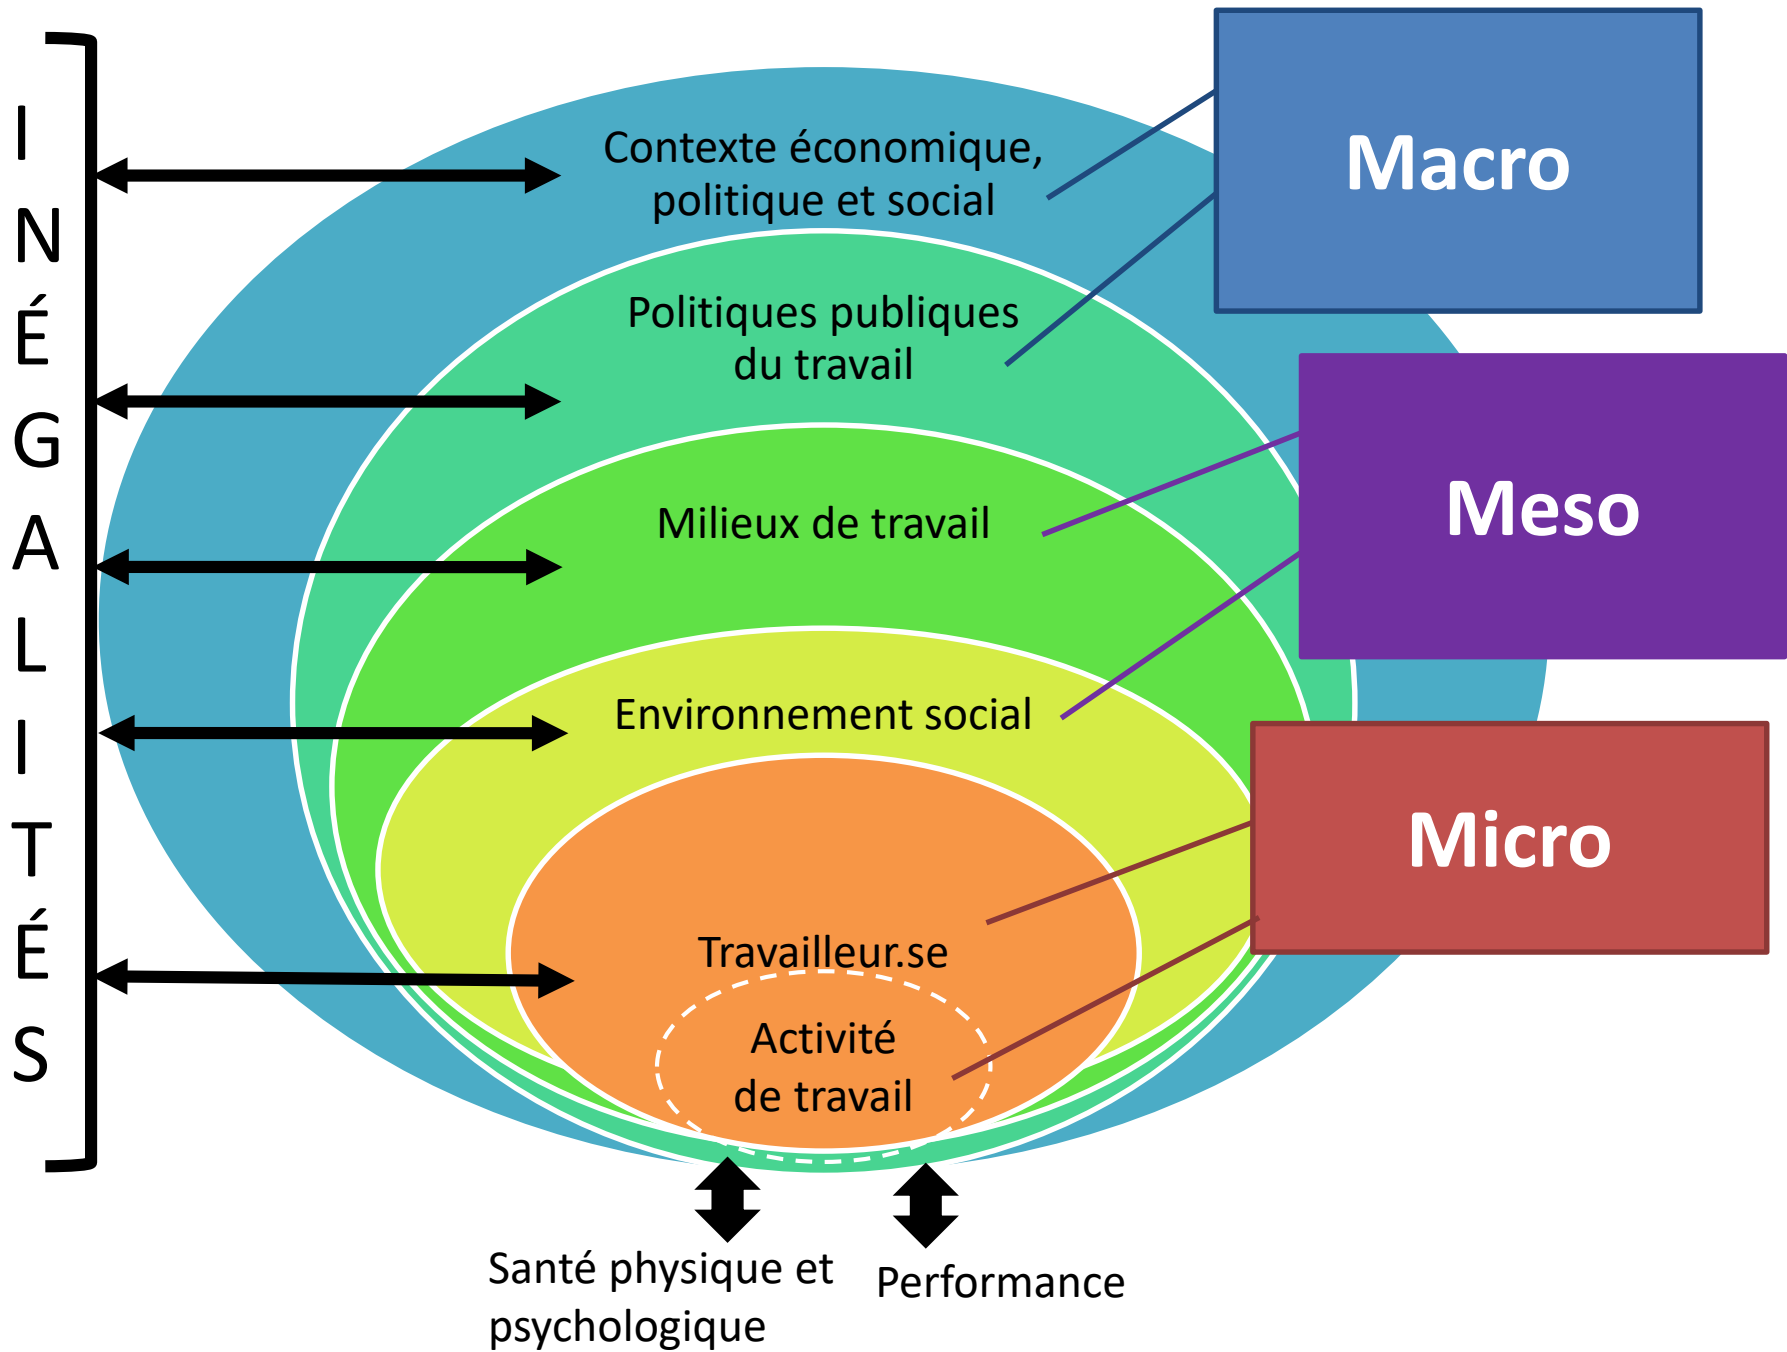 INÉGALITÉS
Contexte économique,
politique et social
Politiques publiques
du travail
Milieux de travail
Environnement social
Travailleur.se
Activité
de travail
Macro
Meso
Micro
Santé physique et
psychologique
Performance